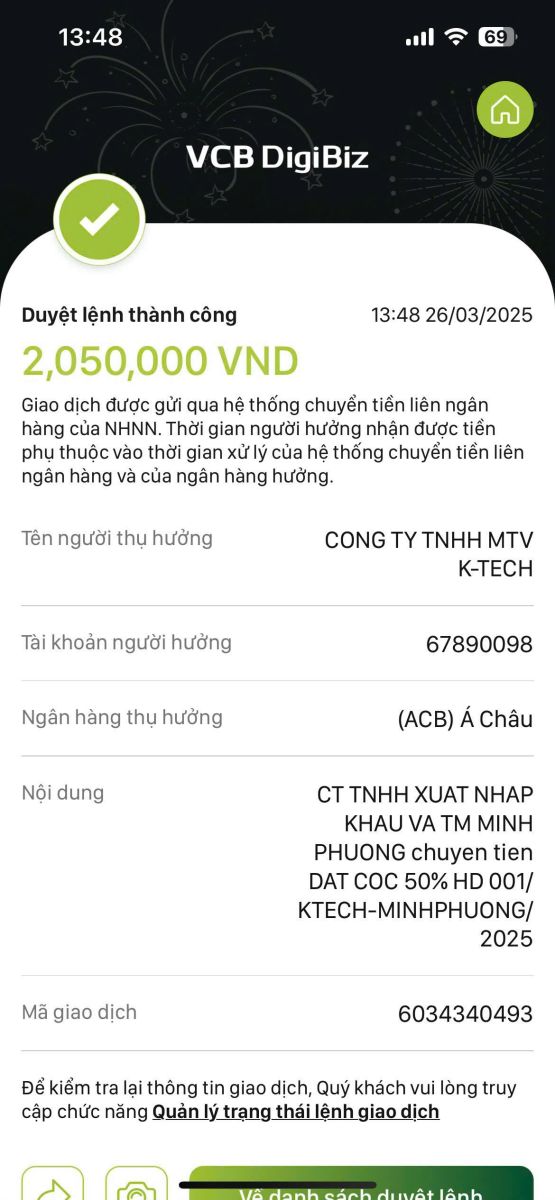 13:48
69
VCB DigiBiz
Duyệt lệnh thành công
13:48 26/03/2025
2,050,000 VND
Giao dịch được gửi qua hệ thống chuyển tiền liên ngân
hàng của NHNN. Thời gian người hưởng nhận được tiền
phụ thuộc vào thời gian xử lý của hệ thống chuyển tiền liên
ngân hàng và của ngân hàng hưởng.
Tên người thụ hưởng
CONG TY TNHH MTV
K-TECH
Tài khoản người hưởng
67890098
Ngân hàng thụ hưởng
(ACB) Á Châu
Nội dung
CT TNHH XUAT NHAP
KHAU VA TM MINH
PHUONG chuyen tien
DAT COC 50% HD 001/
KTECH-MINHPHUONG/
2025
Mã giao dịch
6034340493
Để kiểm tra lại thông tin giao dịch, Quý khách vui lòng truy
cập chức năng Quản lý trạng thái lệnh giao dịch
Về danh sách duyệt lệnh